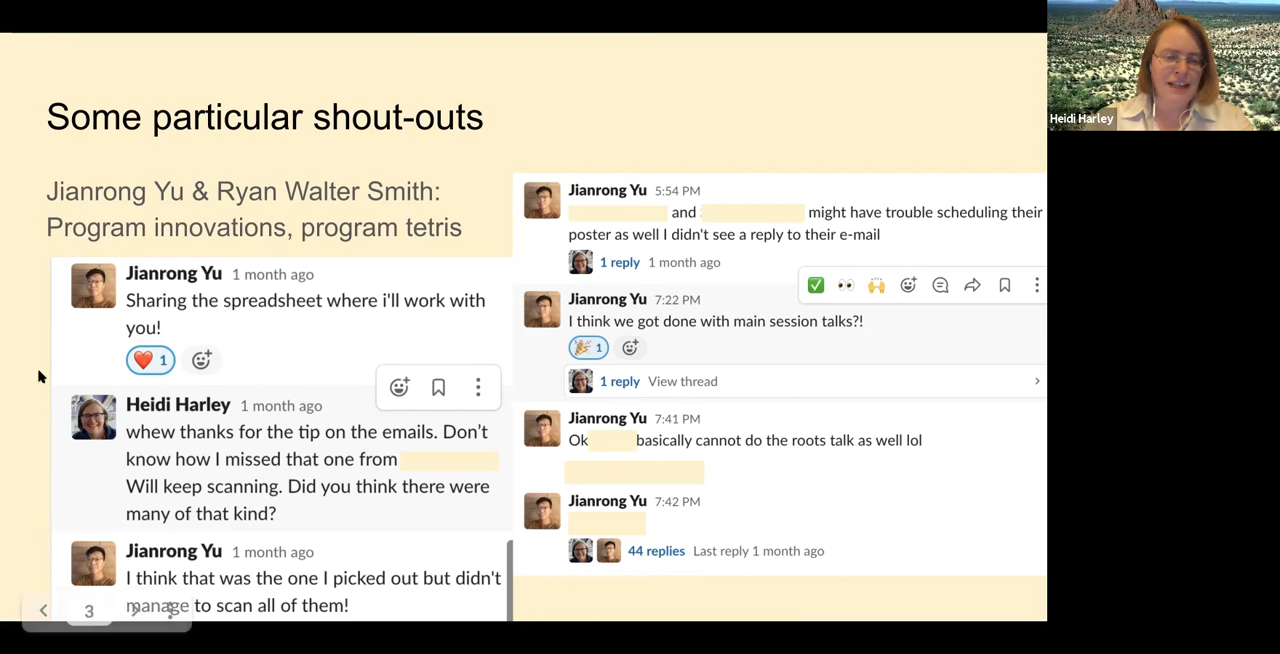 Some particular shout-outs
Jianrong Yu & Ryan Walter Smith:
Program innovations, program tetris
Jianrong Yu 1 month ago
Sharing the spreadsheet where i'll work with
you!
1
Heidi Harley 1 month ago
whew thanks for the tip on the emails. Don't
know how I missed that one from
Will keep scanning. Did you think there were
many of that kind?
Jianrong Yu 1 month ago
I think that was the one I picked out but didn't
manage to scan all of them!
3
Jianrong Yu 5:54 PM
and might have trouble scheduling their
poster as well I didn't see a reply to their e-mail
1 reply 1 month ago
Jianrong Yu 7:22 PM
I think we got done with main session talks?!
1
1 reply View thread
Jianrong Yu 7:41 PM
Ok basically cannot do the roots talk as well lol
Jianrong Yu 7:42 PM
44 replies Last reply 1 month ago
Heidi Harley